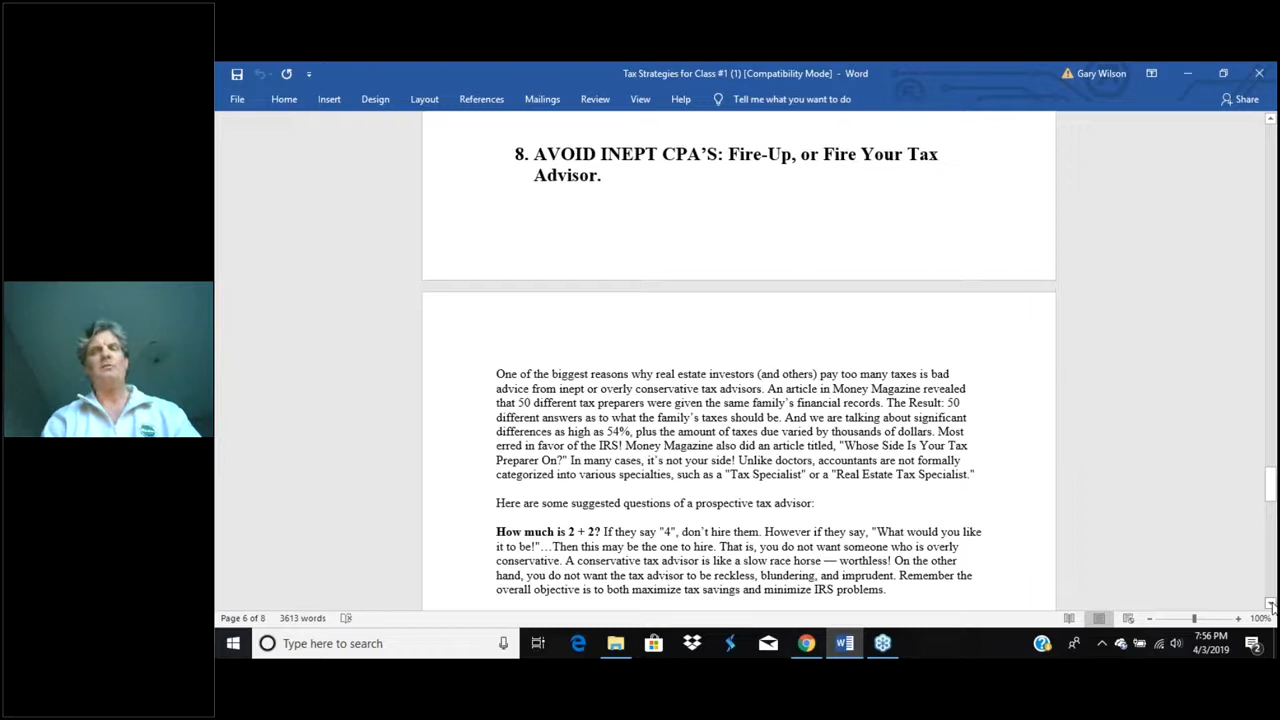 Tax Strategies for Class #1 (1) [Compatibility Mode] - Word
Gary Wilson
File Home Insert Design Layout References Mailings Review View Help Tell me what you want to do Share
8. AVOID INEPT CPA’S: Fire-Up, or Fire Your Tax
Advisor.
One of the biggest reasons why real estate investors (and others) pay too many taxes is bad
advice from inept or overly conservative tax advisors. An article in Money Magazine revealed
that 50 different tax preparers were given the same family’s financial records. The Result: 50
different answers as to what the family’s taxes should be. And we are talking about significant
differences as high as 54%, plus the amount of taxes due varied by thousands of dollars. Most
erred in favor of the IRS! Money Magazine also did an article titled, "Whose Side Is Your Tax
Preparer On?" In many cases, it’s not your side! Unlike doctors, accountants are not formally
categorized into various specialties, such as a "Tax Specialist" or a "Real Estate Tax Specialist."
Here are some suggested questions of a prospective tax advisor:
How much is 2 + 2? If they say "4", don’t hire them. However if they say, "What would you like
it to be!"…Then this may be the one to hire. That is, you do not want someone who is overly
conservative. A conservative tax advisor is like a slow race horse — worthless! On the other
hand, you do not want the tax advisor to be reckless, blundering, and imprudent. Remember the
overall objective is to both maximize tax savings and minimize IRS problems.
Page 6 of 8 3613 words 100%
Type here to search
7:56 PM
4/3/2019
2